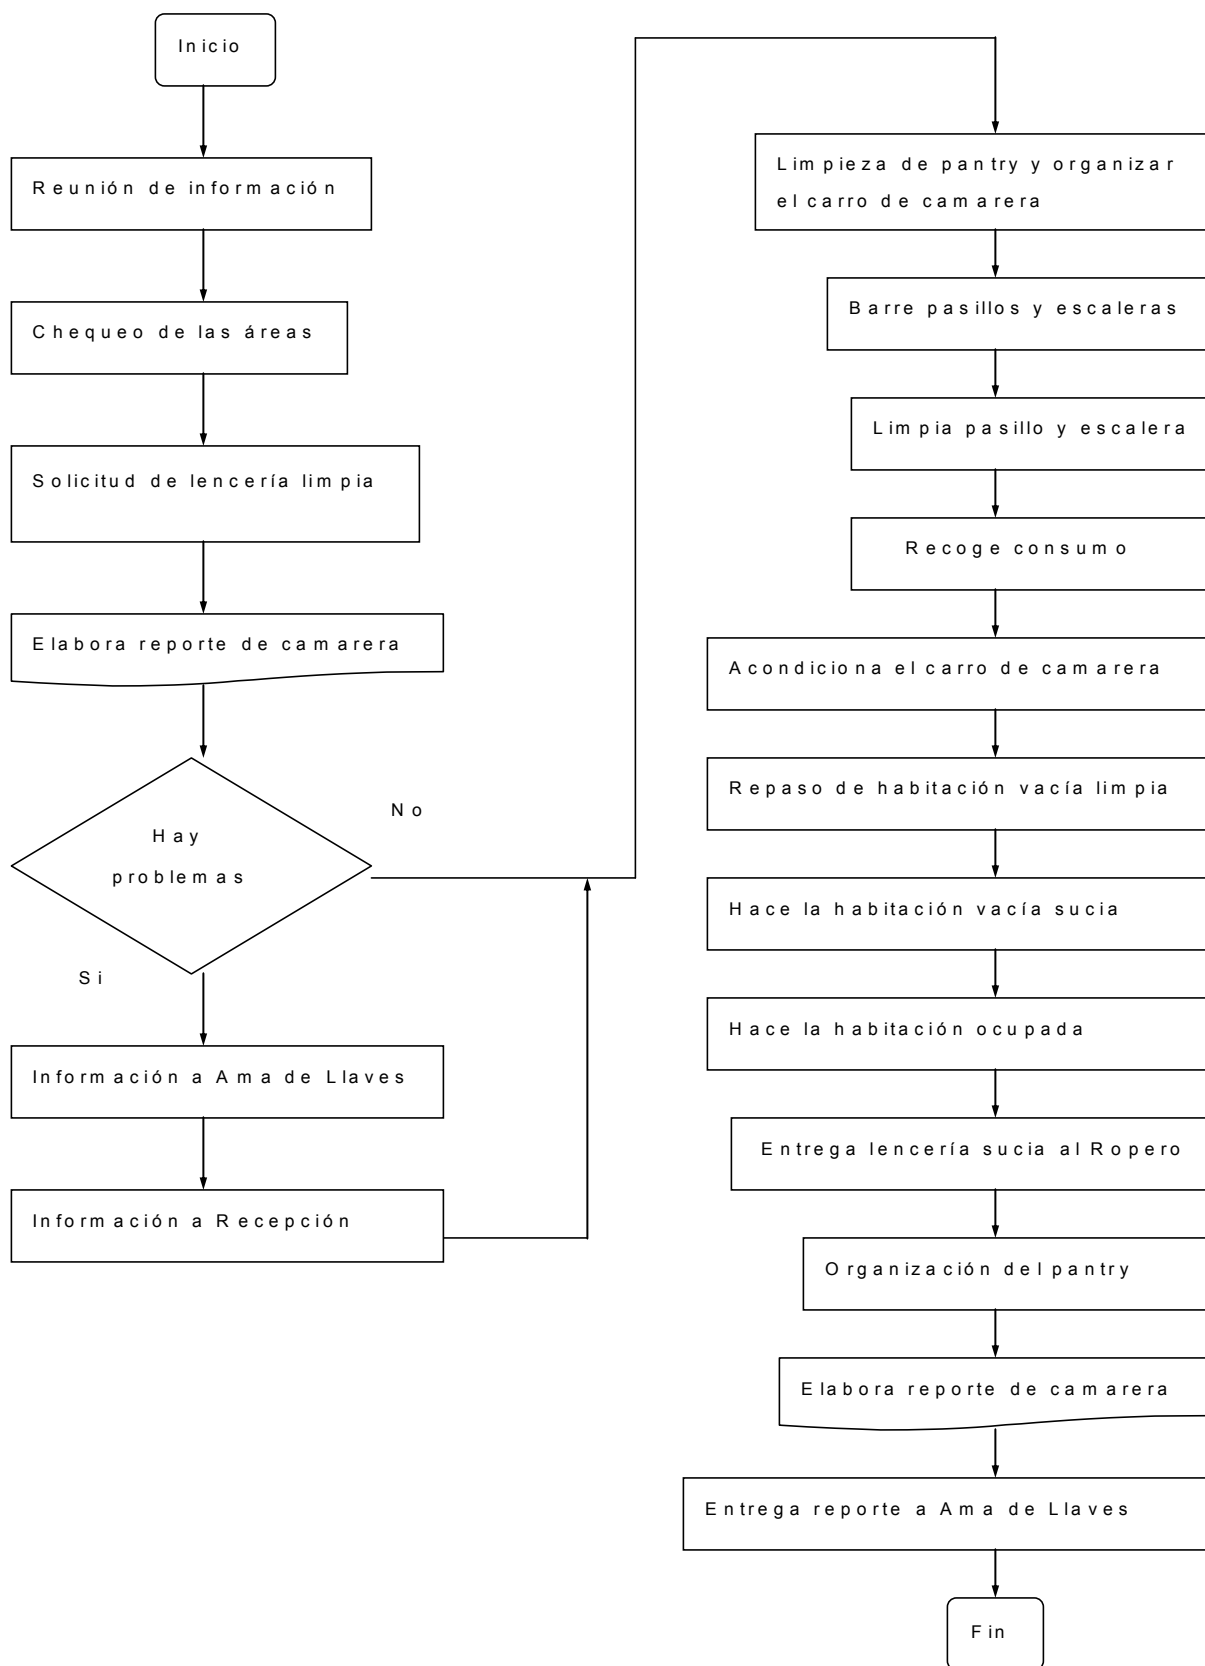 Inicio
Reunión de información
Chequeo de las áreas
Solicitud de lencería limpia
Elabora reporte de camarera
Hay
problemas
No
Si
Información a Ama de Llaves
Información a Recepción
Limpieza de pantry y organizar
el carro de camarera
Barre pasillos y escaleras
Limpia pasillo y escalera
Recoge consumo
Acondiciona el carro de camarera
Repaso de habitación vacía limpia
Hace la habitación vacía sucia
Hace la habitación ocupada
Entrega lencería sucia al Ropero
Organización del pantry
Elabora reporte de camarera
Entrega reporte a Ama de Llaves
Fin